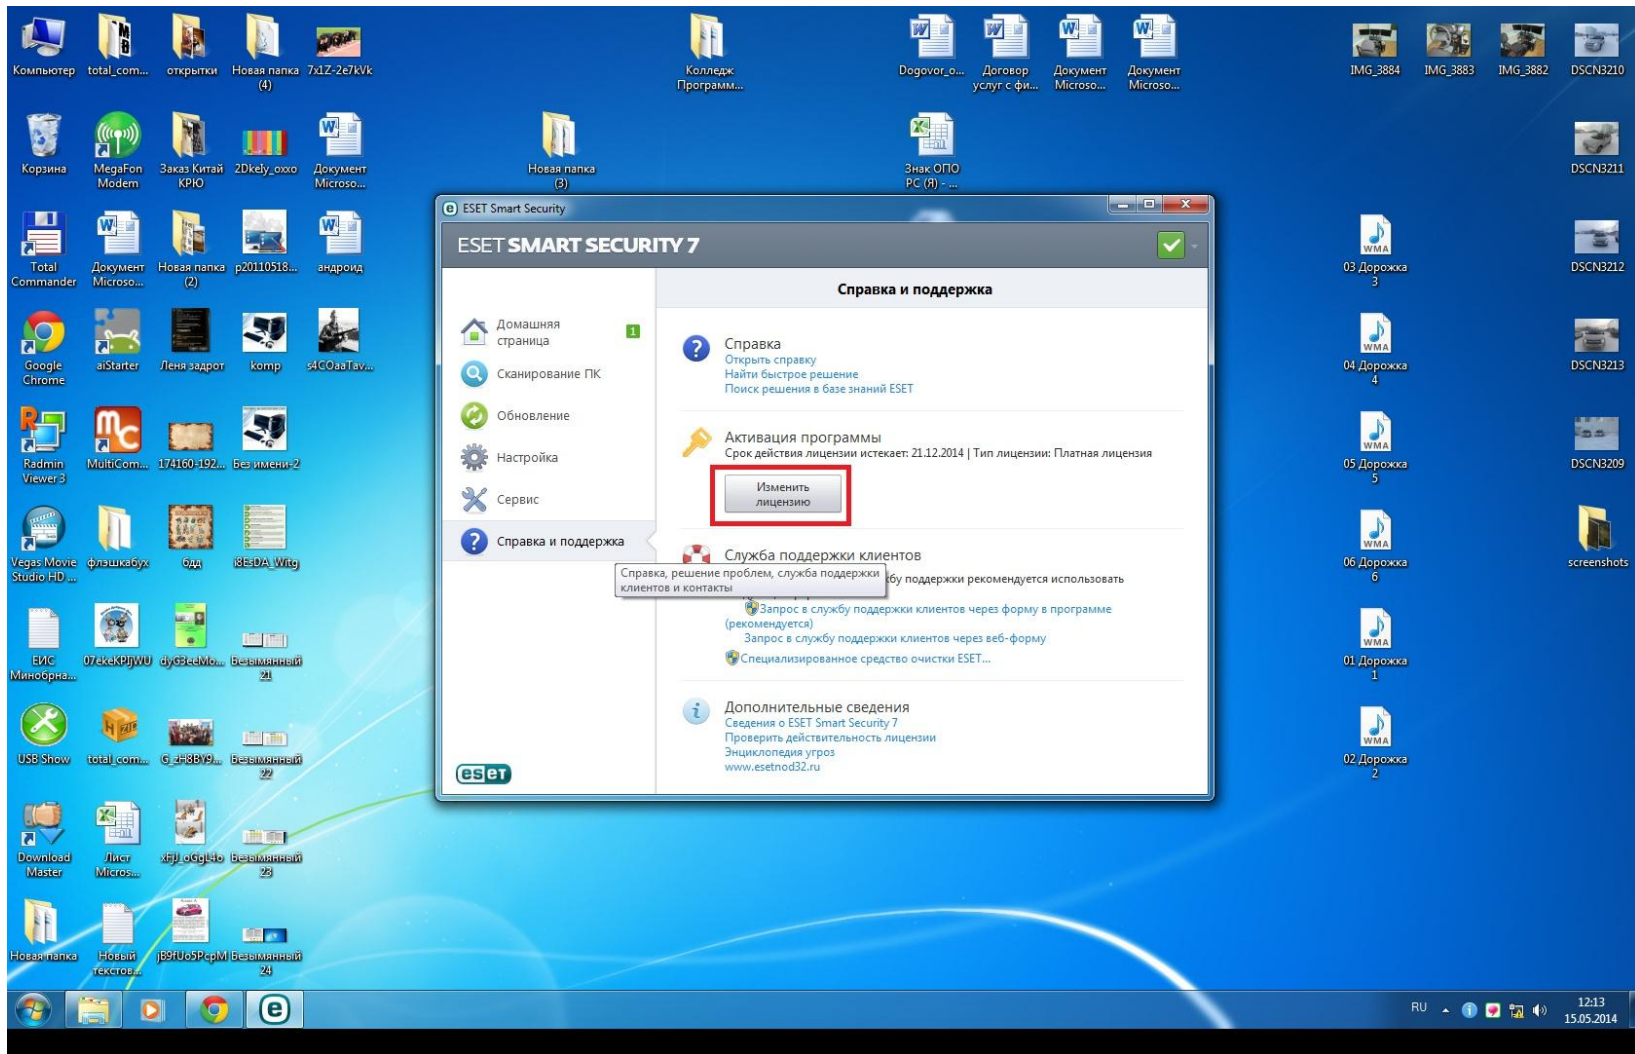 Компьютер
total_com...
открытки
Новая папка
(4)
7x1Z-2e7kVk
Колледж
Программ...
Dogovor_o...
Договор
услуг с фи...
Документ
Microso...
Документ
Microso...
IMG_3884
IMG_3883
IMG_3882
DSCN3210
Корзина
MegaFon
Modem
Заказ Китай
КРЮ
2Dkely_oxxo
Документ
Microso...
Новая папка
(3)
Знак ОПО
РС (Я) - ...
DSCN3211
Total
Commander
Документ
Microso...
Новая папка
(2)
p20110518...
андроид
WMA
03 Дорожка
3
DSCN3212
Google
Chrome
aiStarter
Леня задрот
komp
s4COaaTav...
WMA
04 Дорожка
4
DSCN3213
Radmin
Viewer 3
MultiCom...
174160-192...
Без имени-2
WMA
05 Дорожка
5
DSCN3209
Vegas Movie
Studio HD ...
флэшкабух
бдд
i8EsDA_Witg
WMA
06 Дорожка
6
screenshots
ЕИС
Минобрна...
07ekeKPIjWU
dyG3eeMo...
Безымянный
21
WMA
01 Дорожка
1
USB Show
total_com...
G_zH8BY9...
Безымянный
22
WMA
02 Дорожка
2
Download
Master
Лист
Micros...
xFjU_oGgL4o
Безымянный
23
Новая папка
Новый
текстов...
jB9fUo5PcpM
Безымянный
24
ESET Smart Security
ESET SMART SECURITY 7
Домашняя
страница
1
Сканирование ПК
Обновление
Настройка
Сервис
Справка и поддержка
eset
Справка и поддержка
Справка
Открыть справку
Найти быстрое решение
Поиск решения в базе знаний ESET
Активация программы
Срок действия лицензии истекает: 21.12.2014 | Тип лицензии: Платная лицензия
Изменить
лицензию
Служба поддержки клиентов
Справка, решение проблем, служба поддержки
клиентов и контакты
бу поддержки рекомендуется использовать
Запрос в службу поддержки клиентов через форму в программе
(рекомендуется)
Запрос в службу поддержки клиентов через веб-форму
Специализированное средство очистки ESET...
Дополнительные сведения
Сведения о ESET Smart Security 7
Проверить действительность лицензии
Энциклопедия угроз
www.esetnod32.ru
RU
12:13
15.05.2014